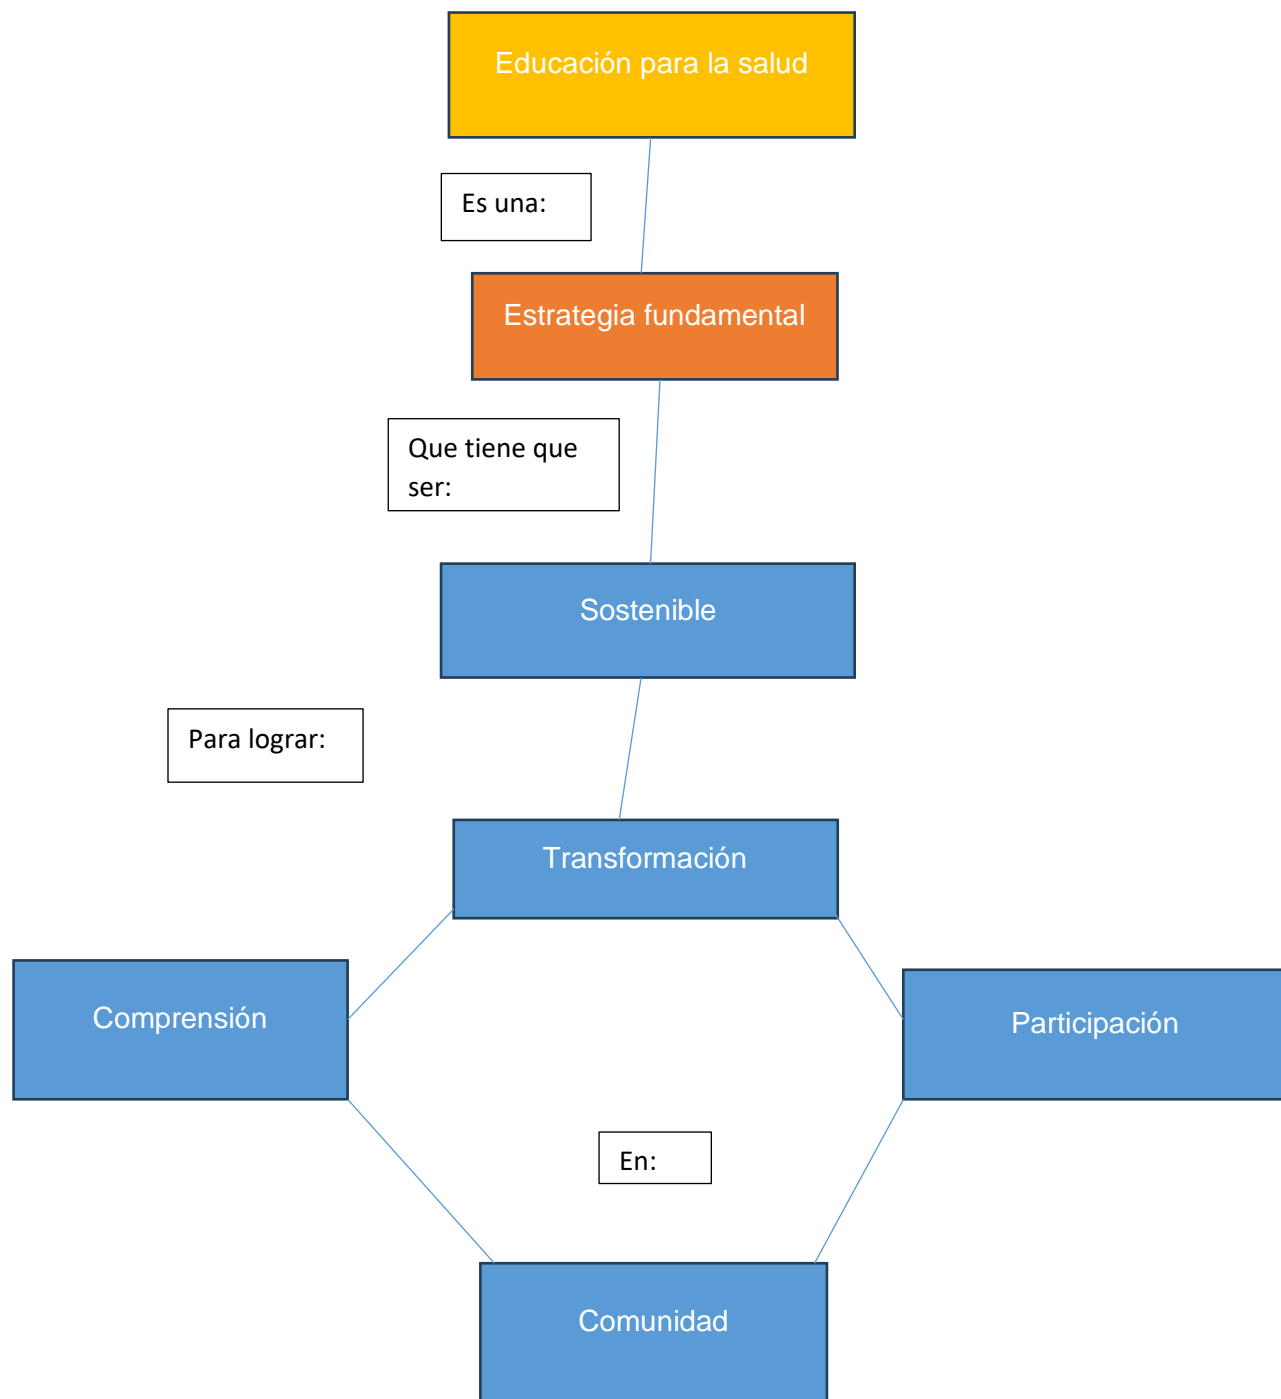 Educación para la salud
Es una:
Estrategia fundamental
Que tiene que
ser:
Sostenible
Para lograr:
Transformación
Comprensión
Participación
En:
Comunidad